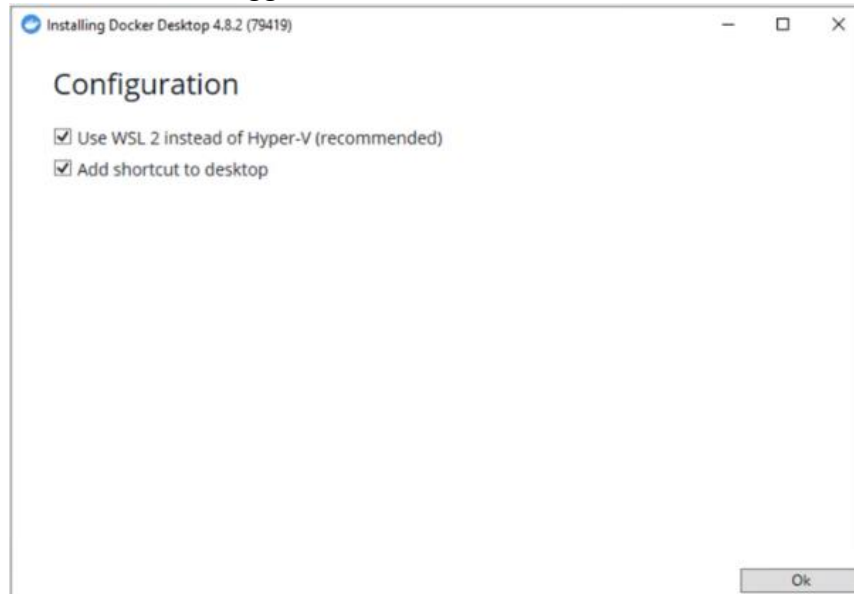 Installing Docker Desktop 4.8.2 (79419)
Configuration
Use WSL 2 instead of Hyper-V (recommended)
Add shortcut to desktop
Ok